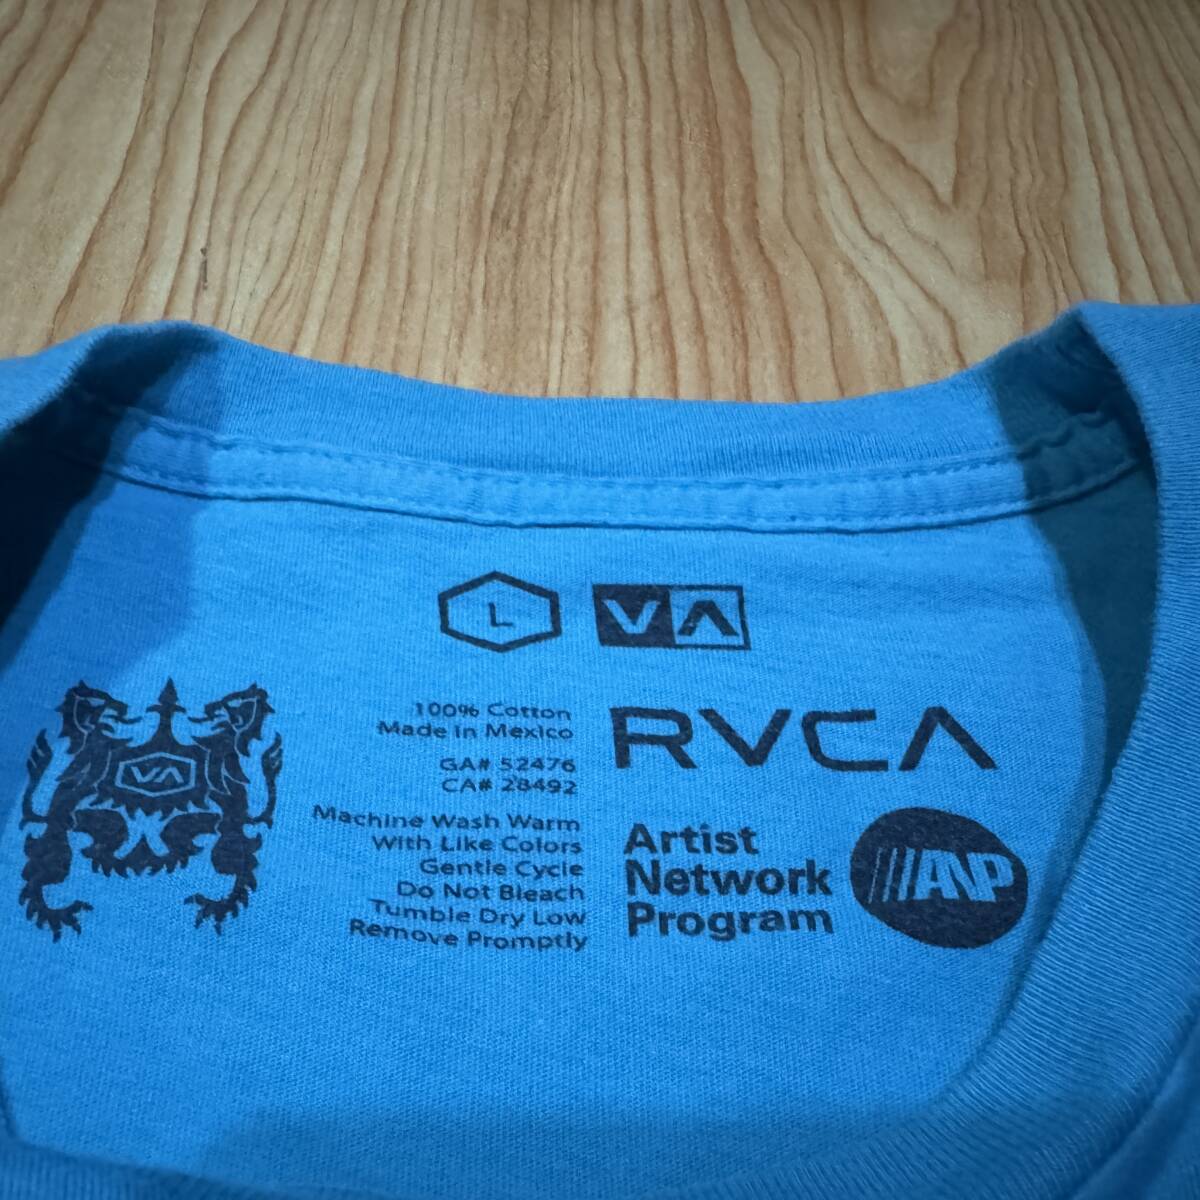 L
VA
VA
100% Cotton
Made in Mexico
GA# 52476
CA# 28492
Machine Wash Warm
With Like Colors
Gentle Cycle
Do Not Bleach
Tumble Dry Low
Remove Promptly
RVCA
Artist
Network
Program
ANP